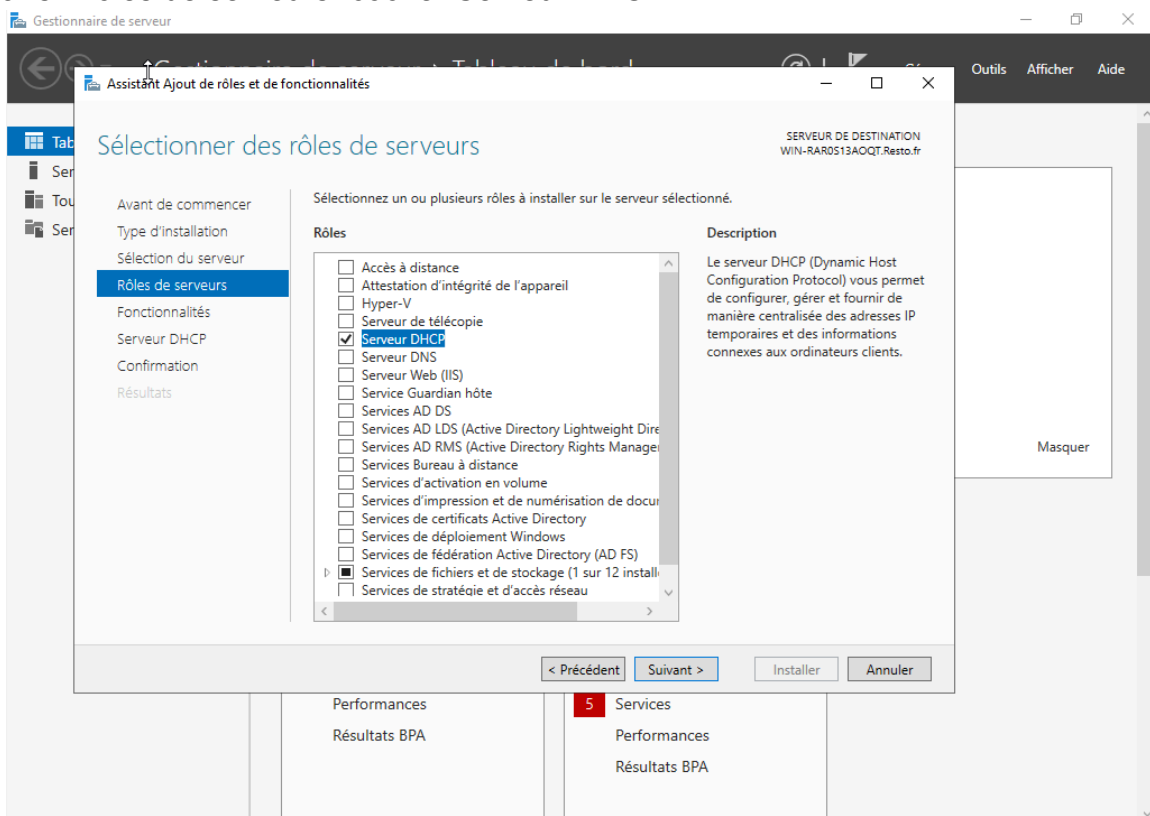 Gestionnaire de serveur
Outils Afficher Aide
Assistant Ajout de rôles et de fonctionnalités
Sélectionner des rôles de serveurs
SERVEUR DE DESTINATION
WIN-RAR0S13AOQT.Resto.fr
Tab
Ser
Tou
Ser
Avant de commencer
Type d'installation
Sélection du serveur
Rôles de serveurs
Fonctionnalités
Serveur DHCP
Confirmation
Résultats
Sélectionnez un ou plusieurs rôles à installer sur le serveur sélectionné.
Rôles
Accès à distance
Attestation d'intégrité de l'appareil
Hyper-V
Serveur de télécopie
Serveur DHCP
Serveur DNS
Serveur Web (IIS)
Service Guardian hôte
Services AD DS
Services AD LDS (Active Directory Lightweight Dire
Services AD RMS (Active Directory Rights Manage
Services Bureau à distance
Services d'activation en volume
Services d'impression et de numérisation de docu
Services de certificats Active Directory
Services de déploiement Windows
Services de fédération Active Directory (AD FS)
Services de fichiers et de stockage (1 sur 12 install
Services de stratégie et d'accès réseau
Description
Le serveur DHCP (Dynamic Host
Configuration Protocol) vous permet
de configurer, gérer et fournir de
manière centralisée des adresses IP
temporaires et des informations
connexes aux ordinateurs clients.
Masquer
< Précédent
Suivant >
Installer
Annuler
Performances
Résultats BPA
5 Services
Performances
Résultats BPA